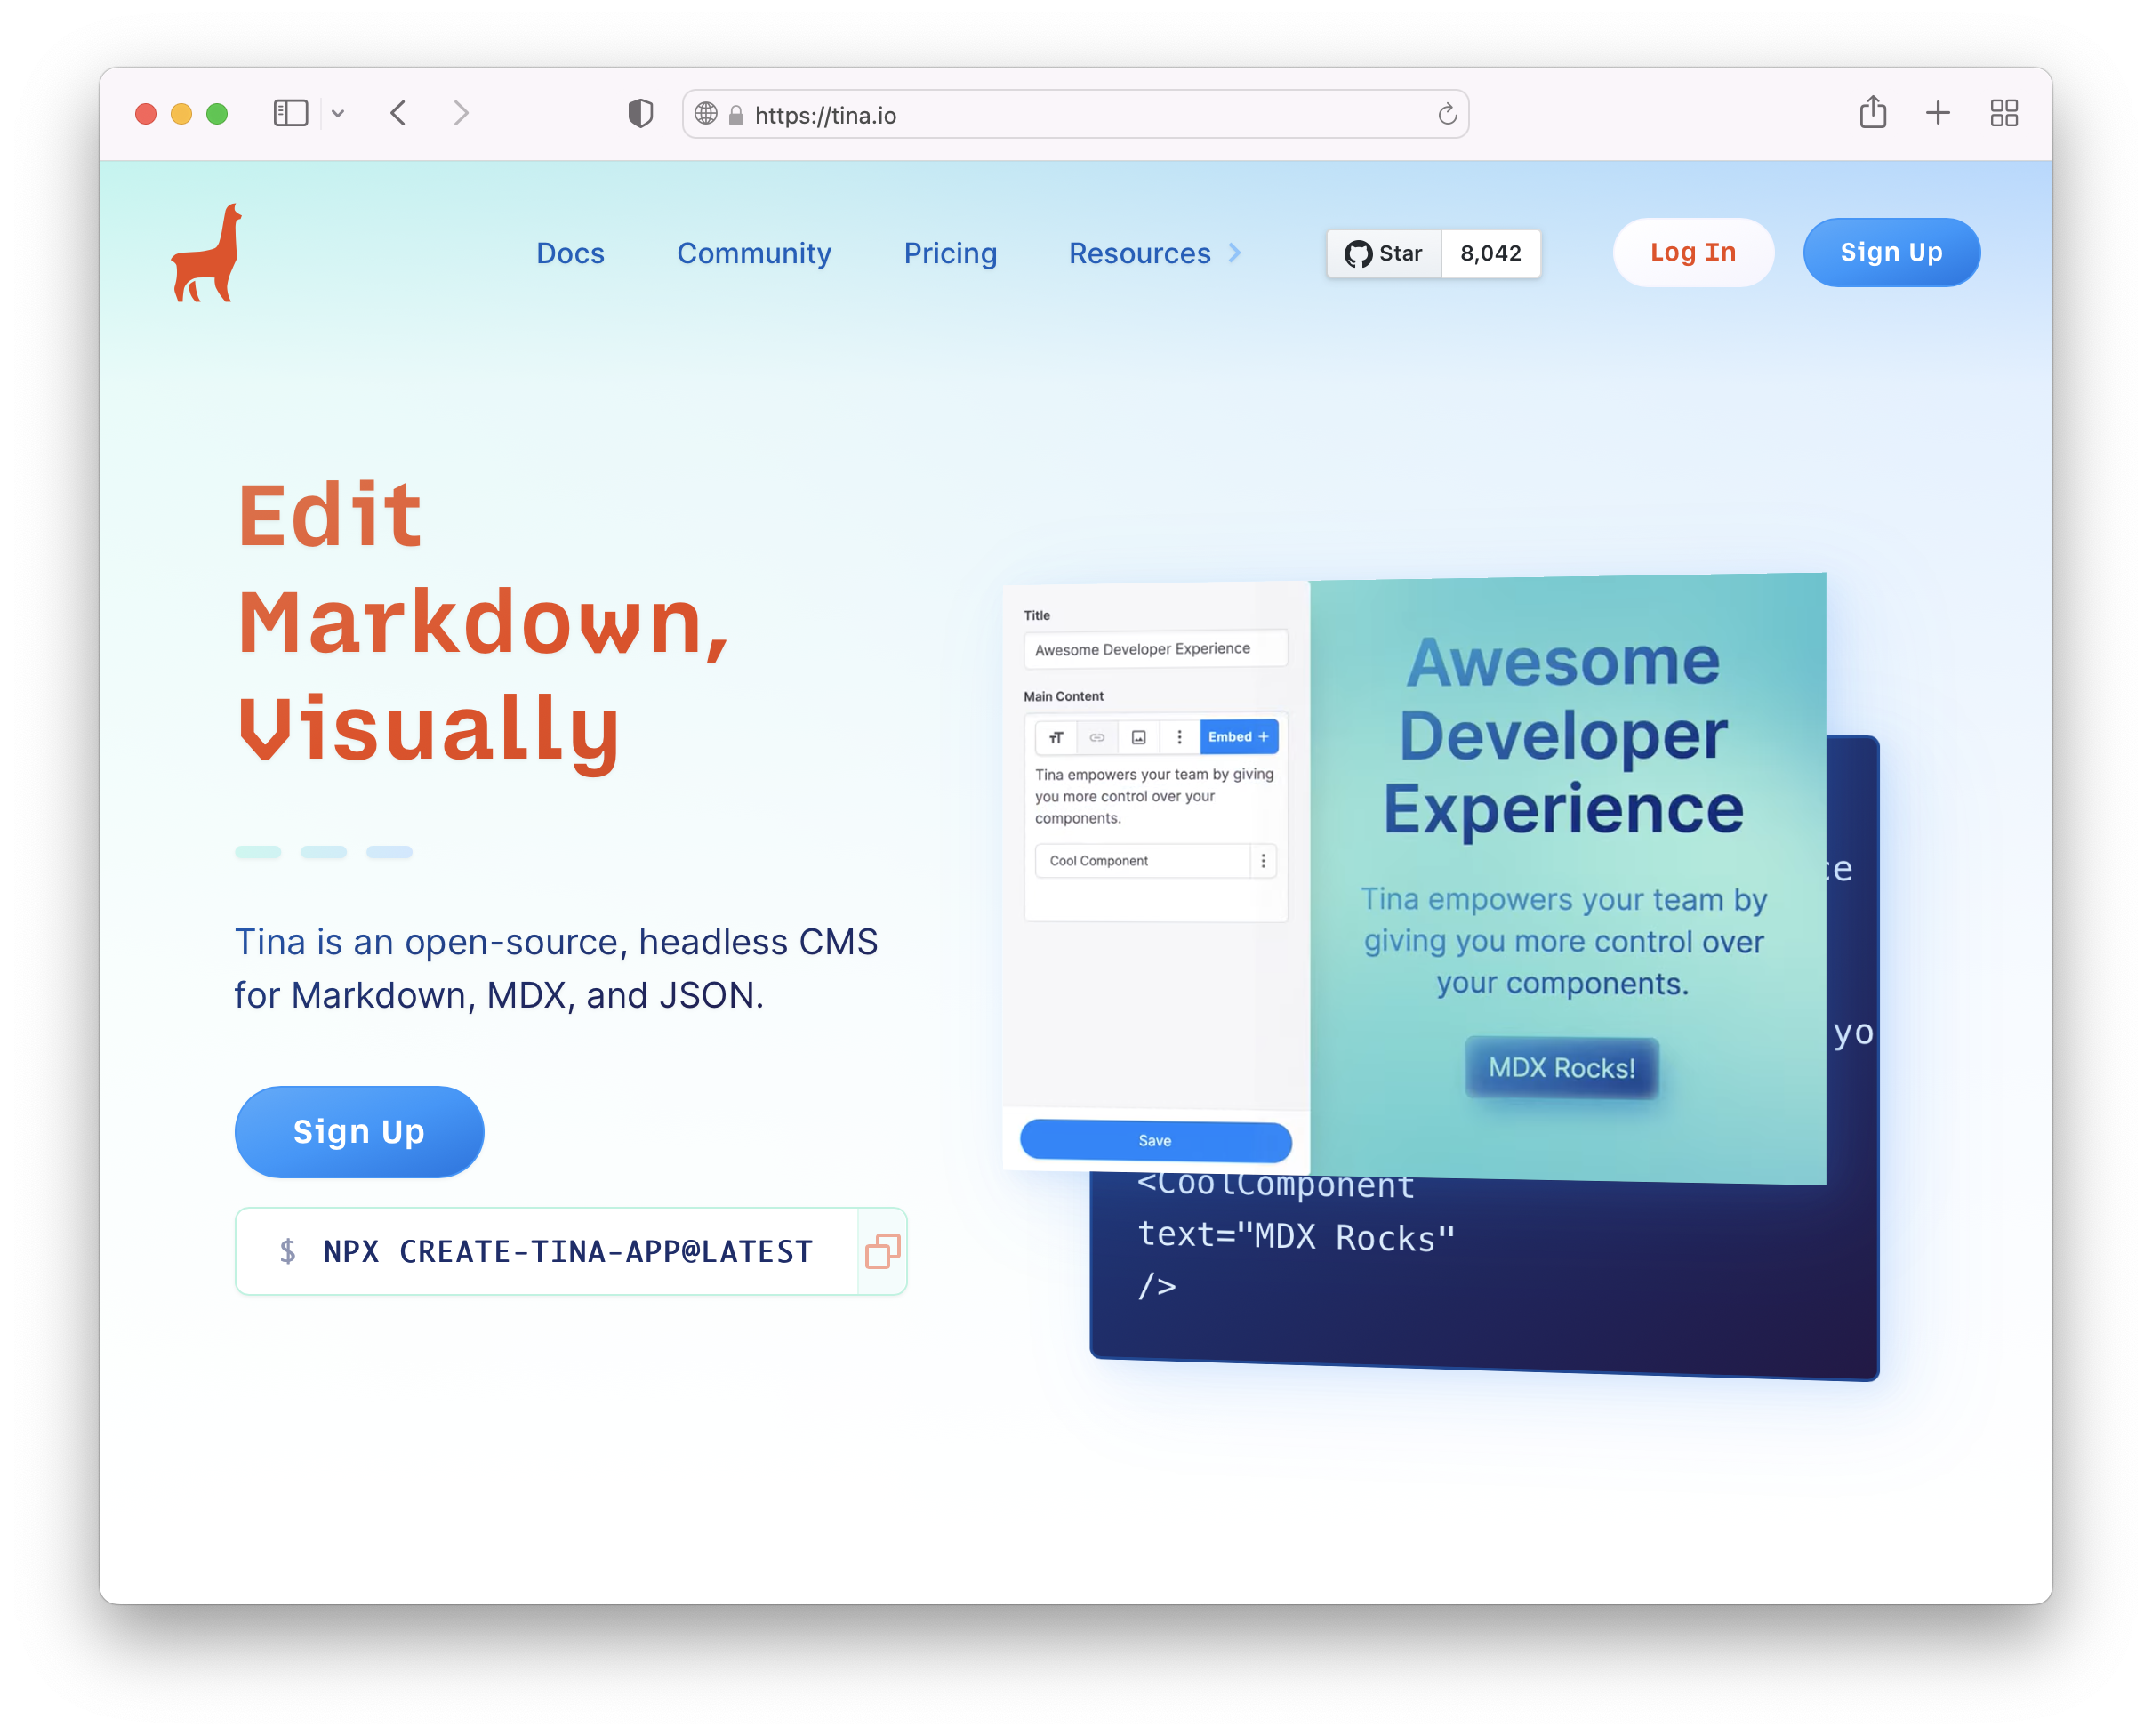 https://tina.io
Docs Community Pricing Resources Star 8,042 Log In Sign Up
Edit
Markdown,
Visually
Tina is an open-source, headless CMS
for Markdown, MDX, and JSON.
Sign Up
$ NPX CREATE-TINA-APP@LATEST
Title
Awesome Developer Experience
Main Content
Embed +
Tina empowers your team by giving
you more control over your
components.
Cool Component
Save
Awesome
Developer
Experience
Tina empowers your team by
giving you more control over
your components.
MDX Rocks!
yo
<CoolComponent
text="MDX Rocks"
/>